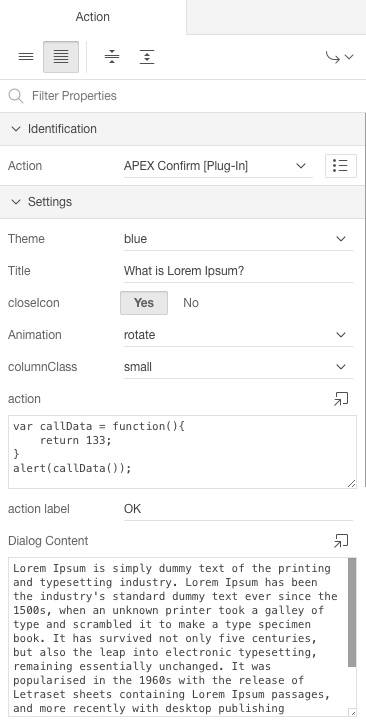 Action
Filter Properties
Identification
Action APEX Confirm [Plug-In]
Settings
Theme blue
Title What is Lorem Ipsum?
closeIcon Yes No
Animation rotate
columnClass small
action
var callData = function(){
    return 133;
}
alert(callData());
action label OK
Dialog Content
Lorem Ipsum is simply dummy text of the printing
and typesetting industry. Lorem Ipsum has been
the industry's standard dummy text ever since the
1500s, when an unknown printer took a galley of
type and scrambled it to make a type specimen
book. It has survived not only five centuries,
but also the leap into electronic typesetting,
remaining essentially unchanged. It was
popularised in the 1960s with the release of
Letraset sheets containing Lorem Ipsum passages,
and more recently with desktop publishing